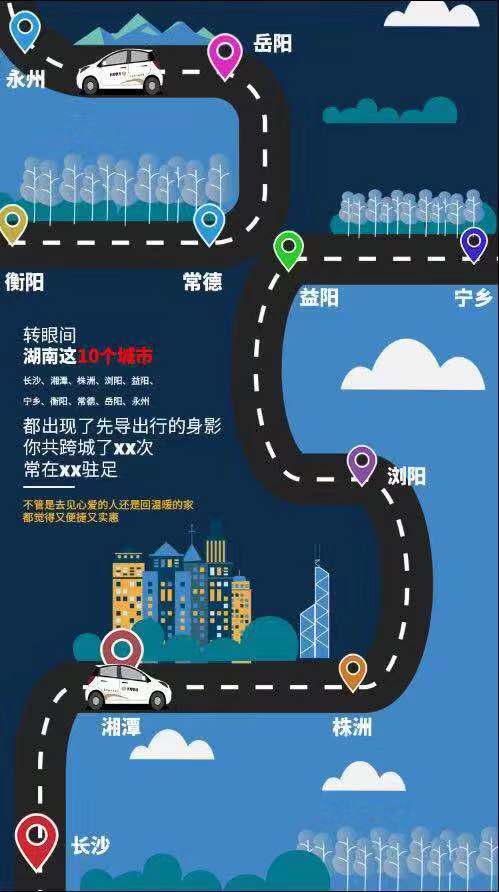 岳阳
永州
衡阳
常德
益阳
宁乡
转眼间
湖南这10个城市
长沙、湘潭、株洲、浏阳、益阳、
宁乡、衡阳、常德、岳阳、永州
都出现了先导出行的身影
你共跨城了xx次
常在xx驻足
不管是去见心爱的人还是回温暖的家
都觉得又便捷又实惠
浏阳
湘潭
株洲
长沙